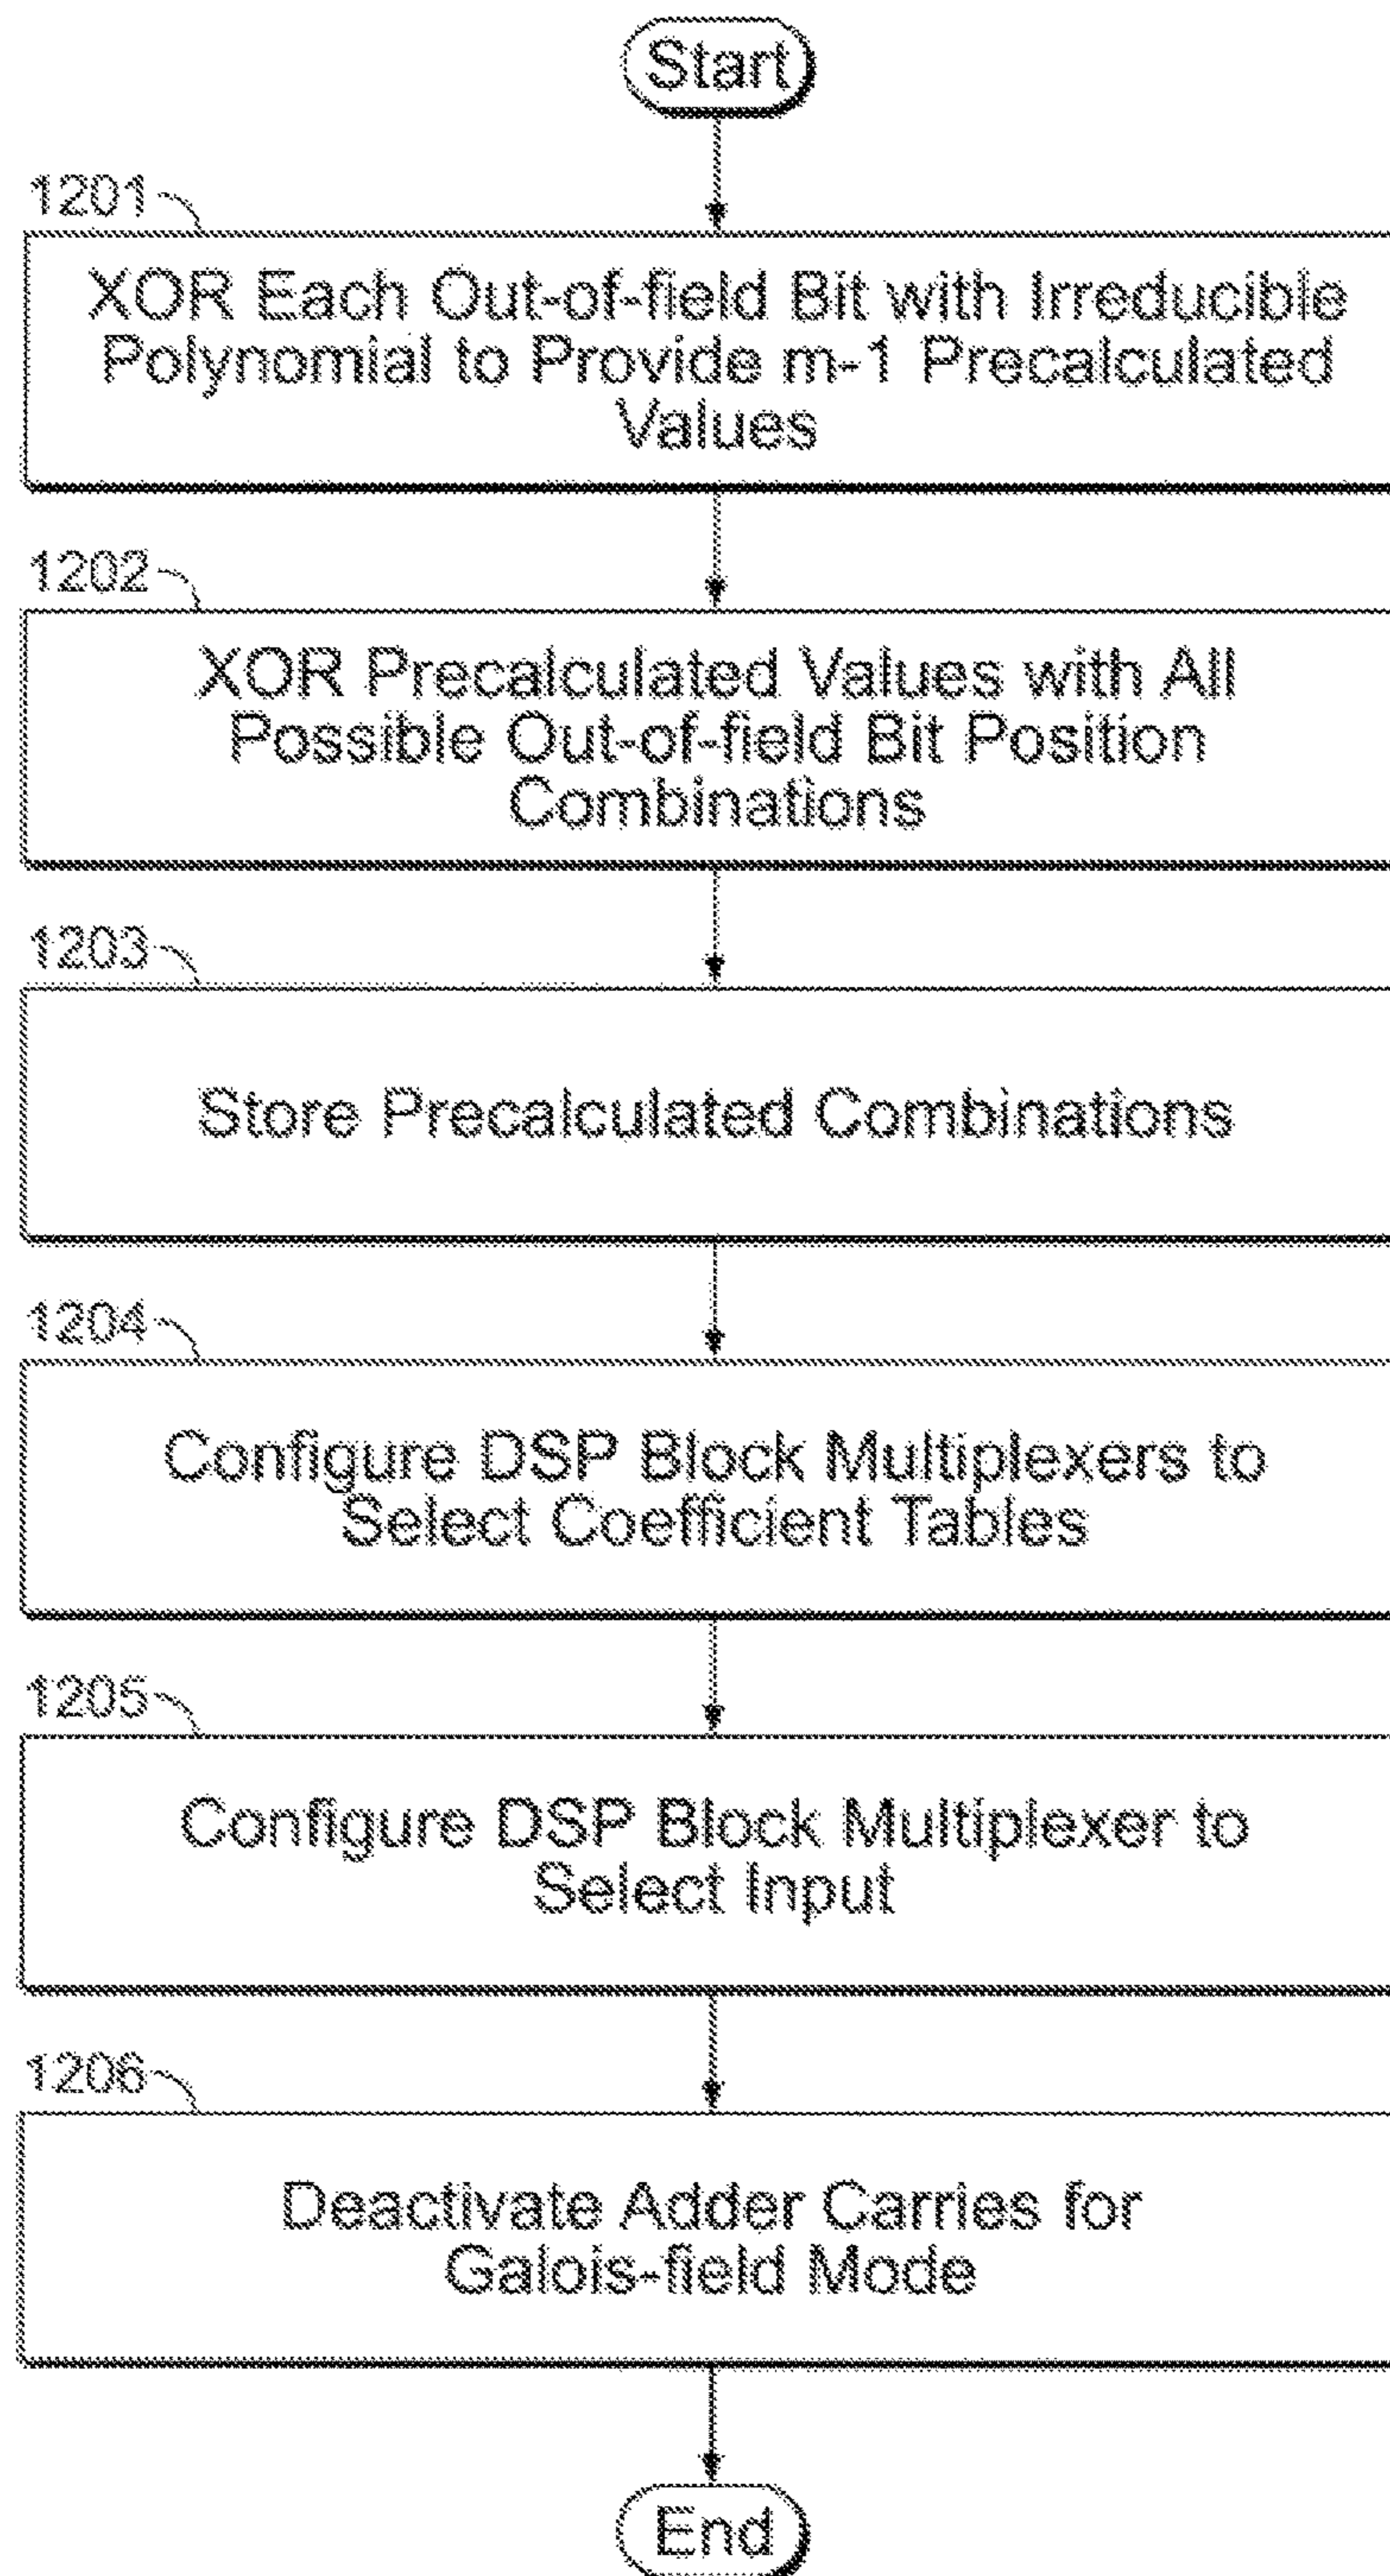 Start
1201
XOR Each Out-of-field Bit with Irreducible
Polynomial to Provide m-1 Precalculated
Values
1202
XOR Precalculated Values with All
Possible Out-of-field Bit Position
Combinations
1203
Store Precalculated Combinations
1204
Configure DSP Block Multiplexers to
Select Coefficient Tables
1205
Configure DSP Block Multiplexer to
Select Input
1206
Deactivate Adder Carries for
Galois-field Mode
End